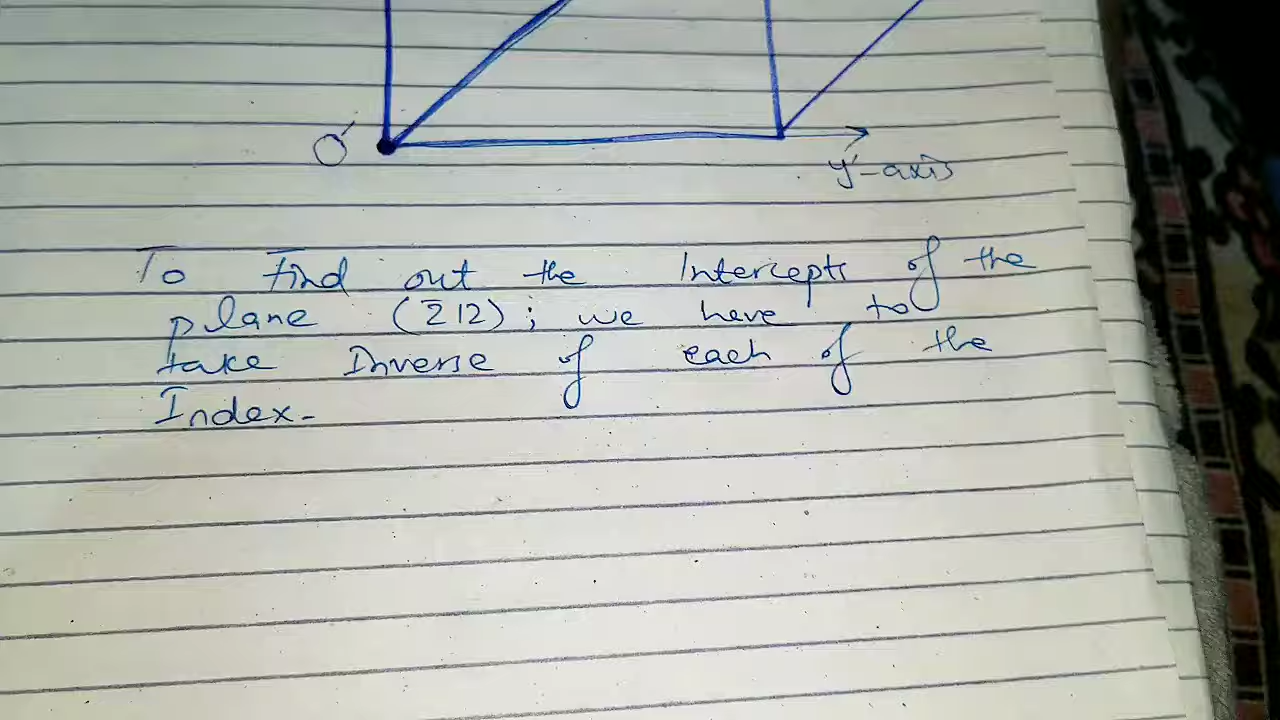 O'
y'-axis
To find out the Intercepts of the
plane (2̅12); we have to
take Inverse of each of the
Index-